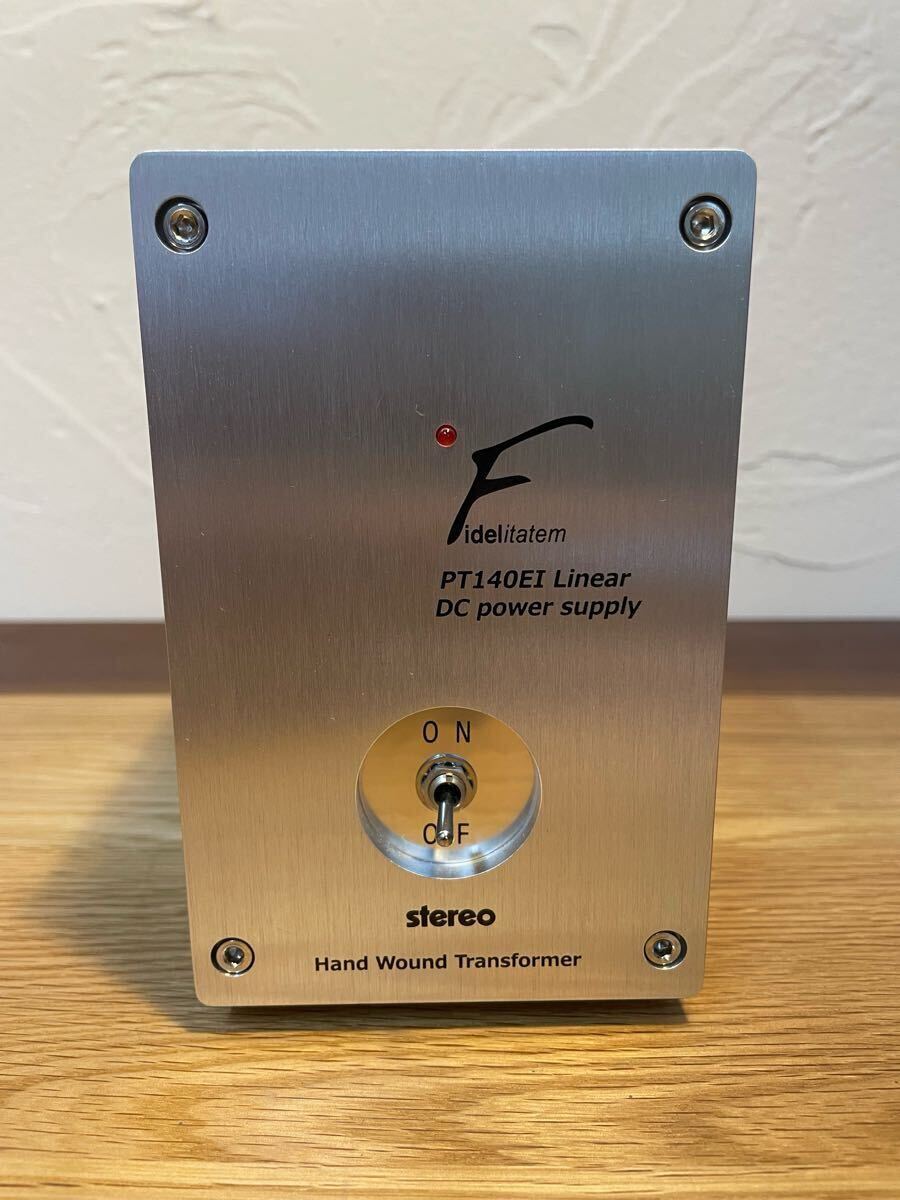 Fidelitatem
PT140EI Linear
DC power supply
ON
OFF
stereo
Hand Wound Transformer